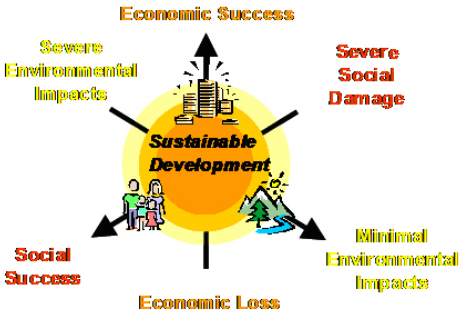 Economic Success
Severe
Environmental
Impacts
Severe
Social
Damage
Sustainable
Development
Social
Success
Minimal
Environmental
Impacts
Economic Loss